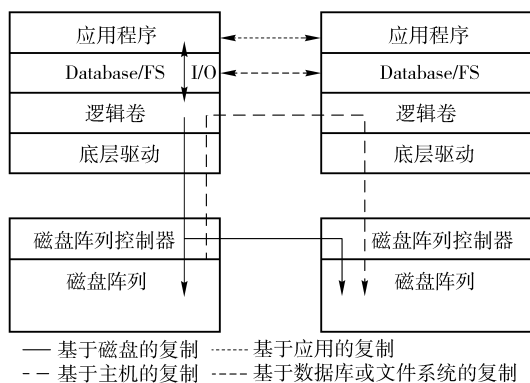 应用程序
应用程序
Database/FS I/O
Database/FS
逻辑卷
逻辑卷
底层驱动
底层驱动
磁盘阵列控制器
磁盘阵列控制器
磁盘阵列
磁盘阵列
基于磁盘的复制 基于应用的复制
基于主机的复制 基于数据库或文件系统的复制